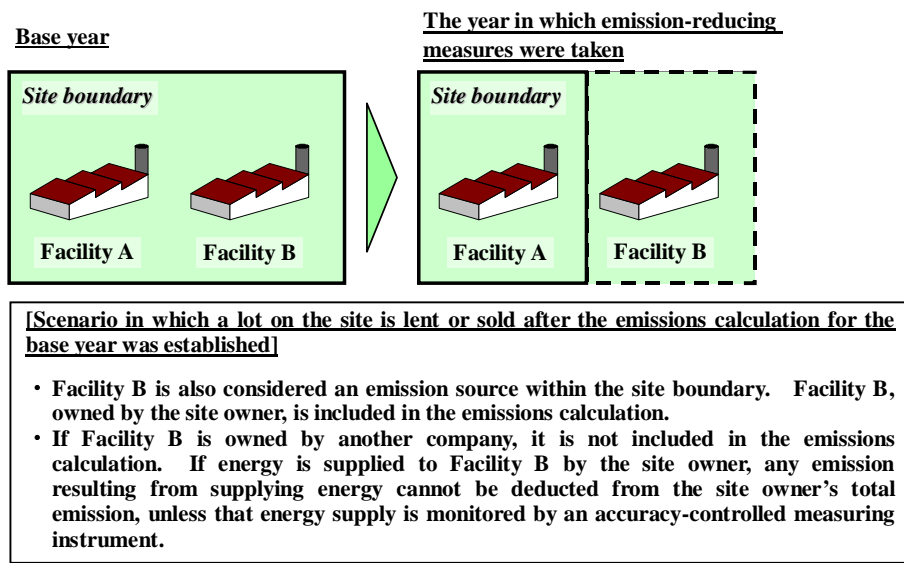 Base year
The year in which emission-reducing
measures were taken
Site boundary
Facility A
Facility B
Site boundary
Facility A
Facility B
[Scenario in which a lot on the site is lent or sold after the emissions calculation for the
base year was established]
・ Facility B is also considered an emission source within the site boundary. Facility B,
owned by the site owner, is included in the emissions calculation.
・ If Facility B is owned by another company, it is not included in the emissions
calculation. If energy is supplied to Facility B by the site owner, any emission
resulting from supplying energy cannot be deducted from the site owner's total
emission, unless that energy supply is monitored by an accuracy-controlled measuring
instrument.